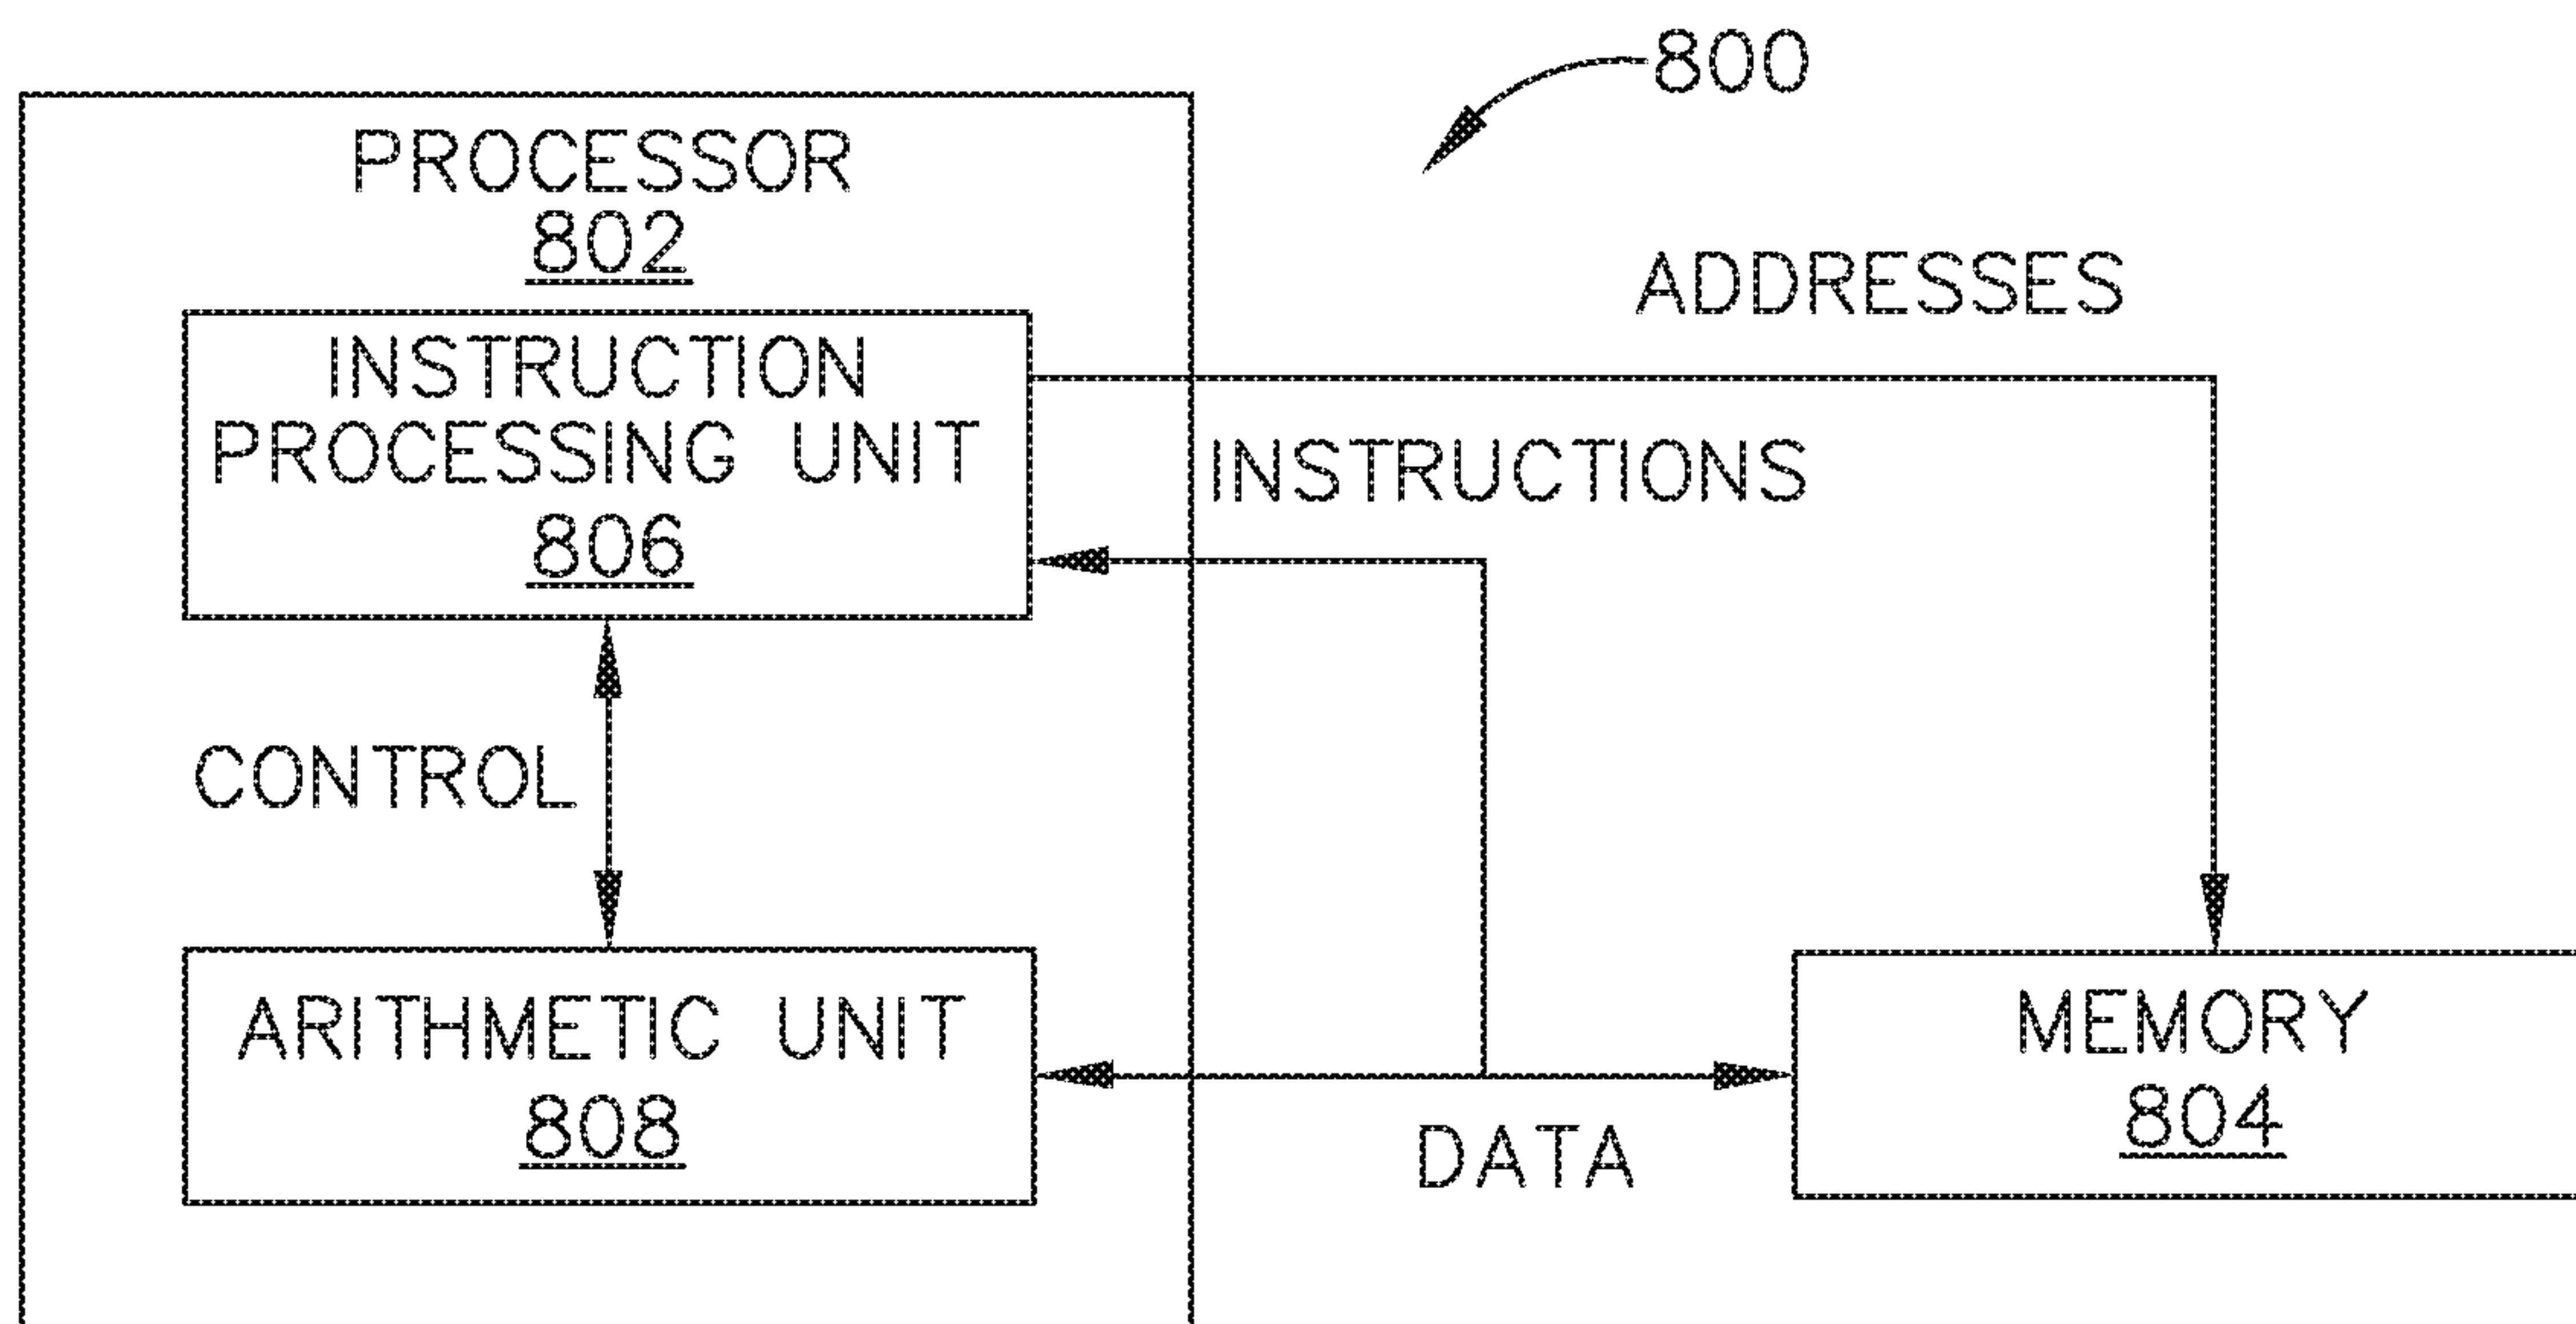 800
PROCESSOR
802
ADDRESSES
INSTRUCTION
PROCESSING UNIT
806
INSTRUCTIONS
CONTROL
ARITHMETIC UNIT
808
DATA
MEMORY
804